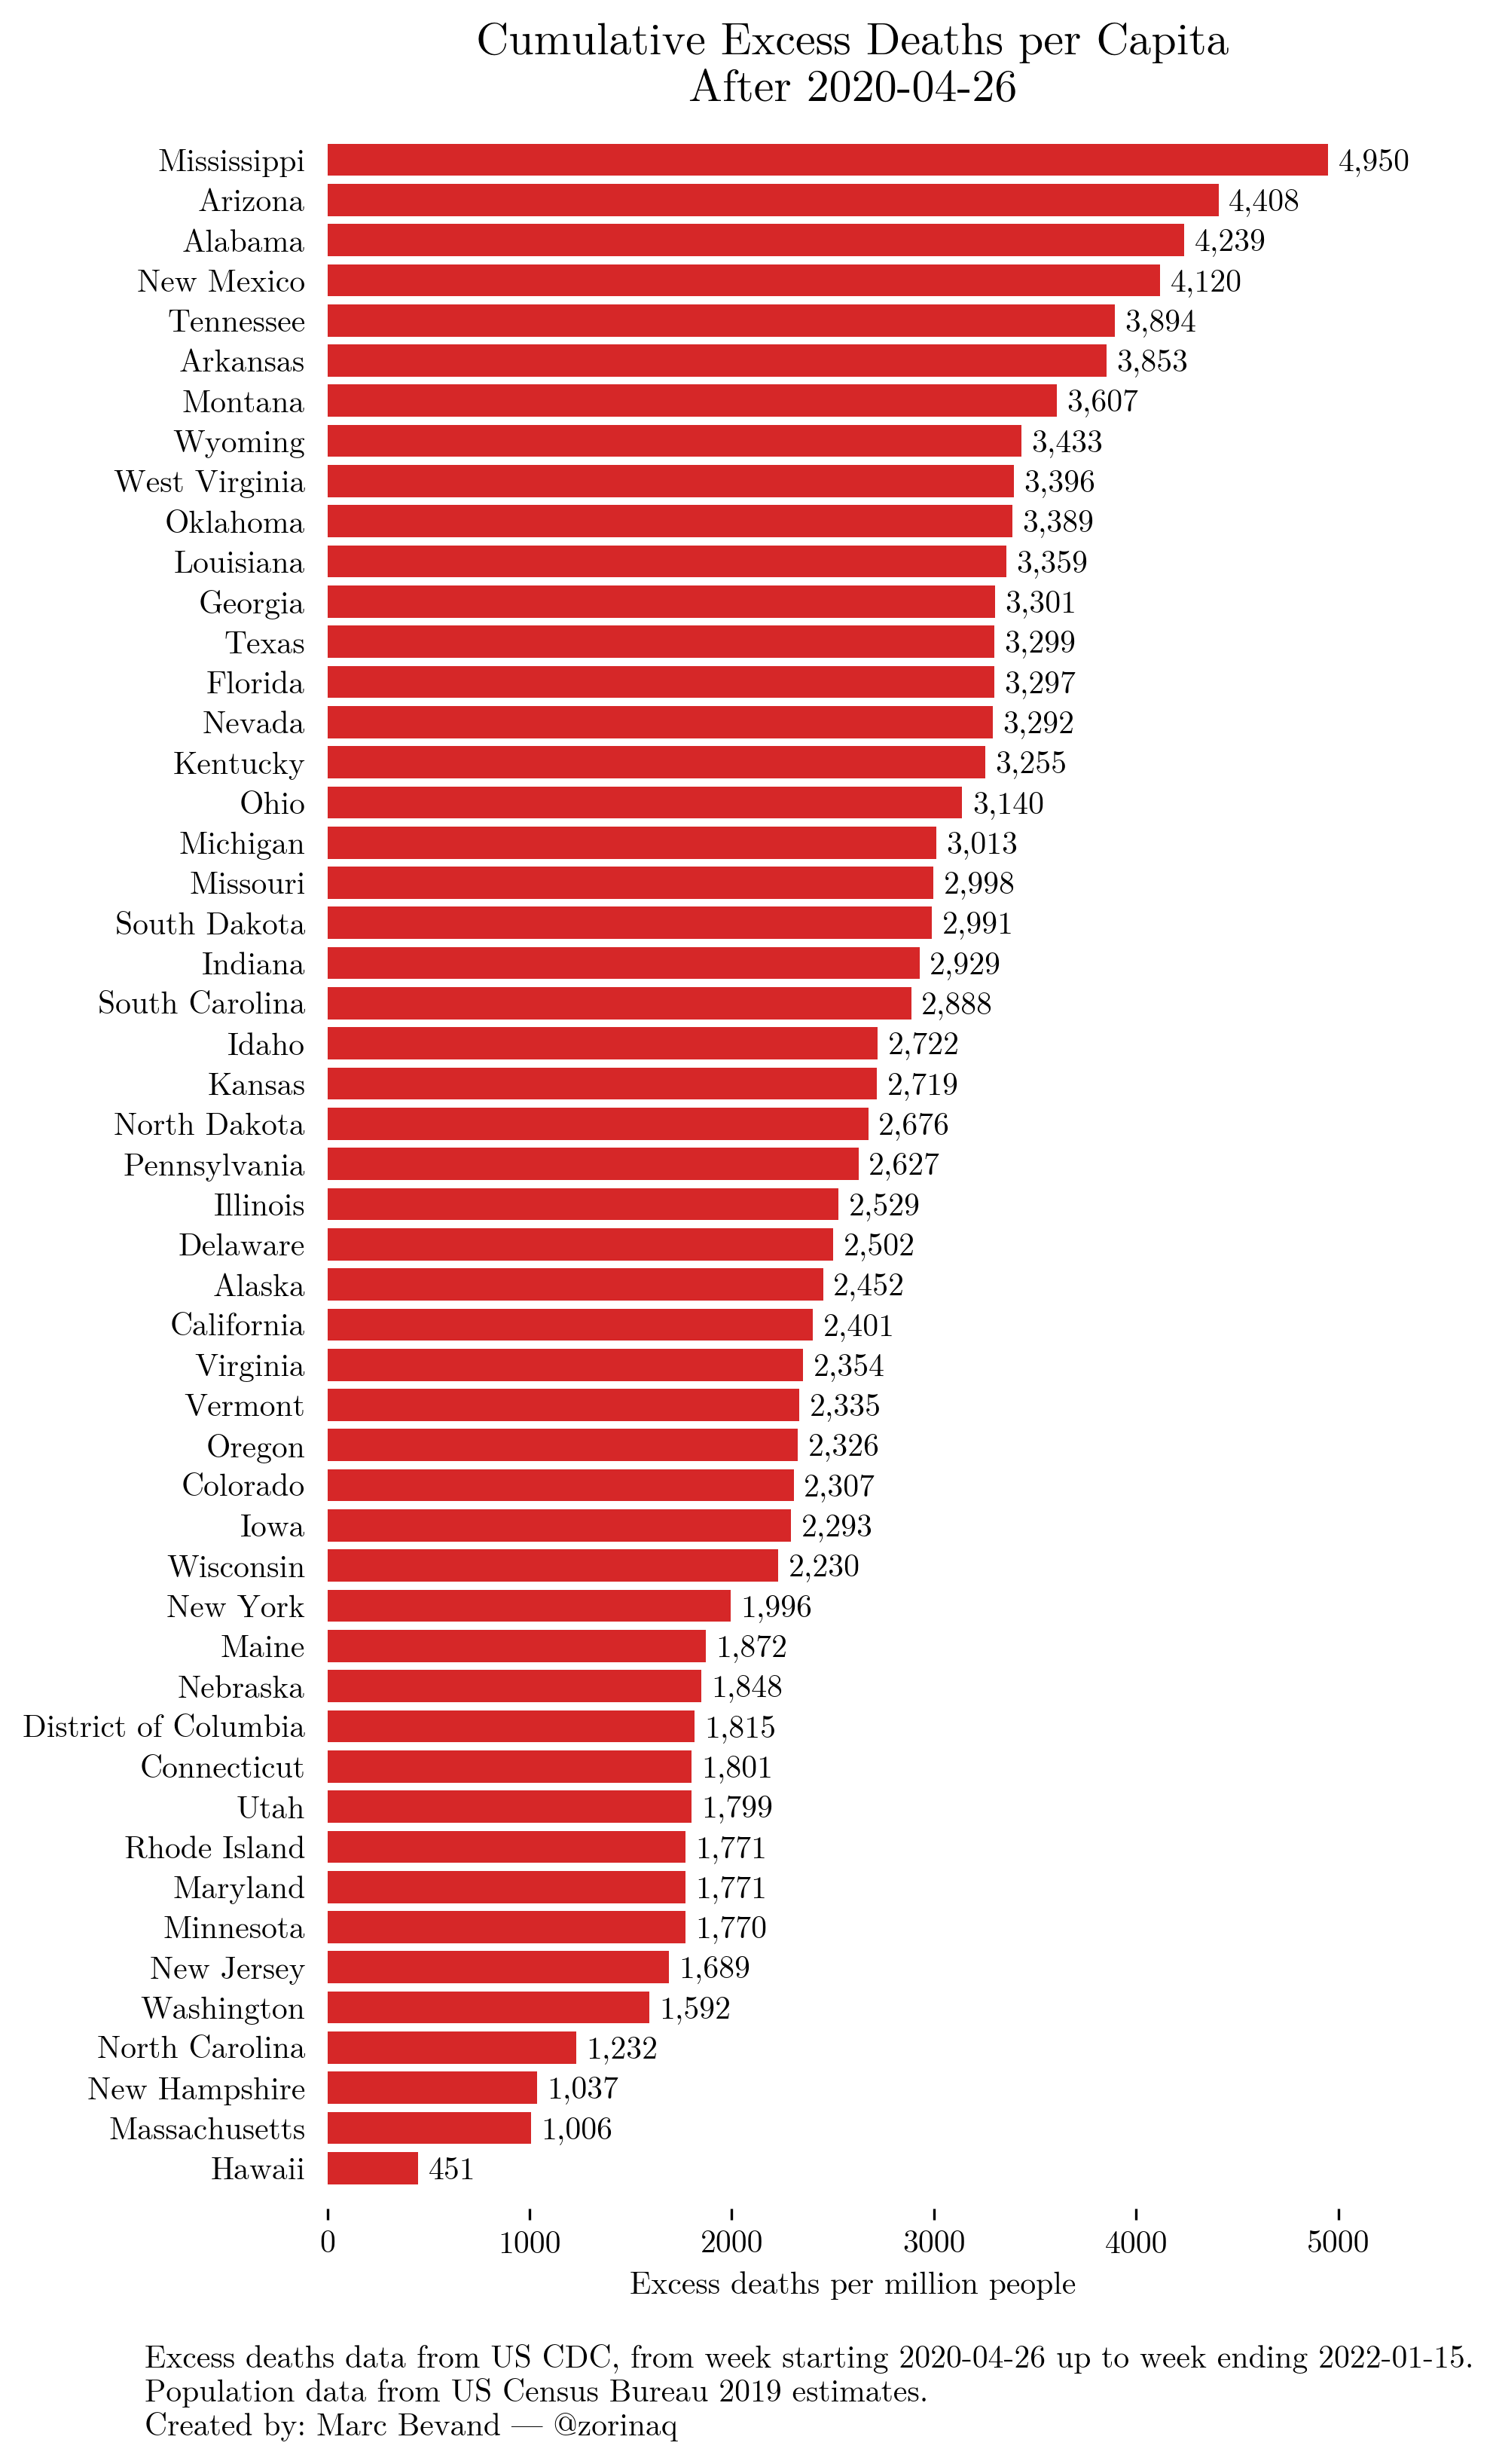 Cumulative Excess Deaths per Capita
After 2020-04-26
Mississippi 4,950
Arizona 4,408
Alabama 4,239
New Mexico 4,120
Tennessee 3,894
Arkansas 3,853
Montana 3,607
Wyoming 3,433
West Virginia 3,396
Oklahoma 3,389
Louisiana 3,359
Georgia 3,301
Texas 3,299
Florida 3,297
Nevada 3,292
Kentucky 3,255
Ohio 3,140
Michigan 3,013
Missouri 2,998
South Dakota 2,991
Indiana 2,929
South Carolina 2,888
Idaho 2,722
Kansas 2,719
North Dakota 2,676
Pennsylvania 2,627
Illinois 2,529
Delaware 2,502
Alaska 2,452
California 2,401
Virginia 2,354
Vermont 2,335
Oregon 2,326
Colorado 2,307
Iowa 2,293
Wisconsin 2,230
New York 1,996
Maine 1,872
Nebraska 1,848
District of Columbia 1,815
Connecticut 1,801
Utah 1,799
Rhode Island 1,771
Maryland 1,771
Minnesota 1,770
New Jersey 1,689
Washington 1,592
North Carolina 1,232
New Hampshire 1,037
Massachusetts 1,006
Hawaii 451
0 1000 2000 3000 4000 5000
Excess deaths per million people
Excess deaths data from US CDC, from week starting 2020-04-26 up to week ending 2022-01-15.
Population data from US Census Bureau 2019 estimates.
Created by: Marc Bevand — @zorinaq